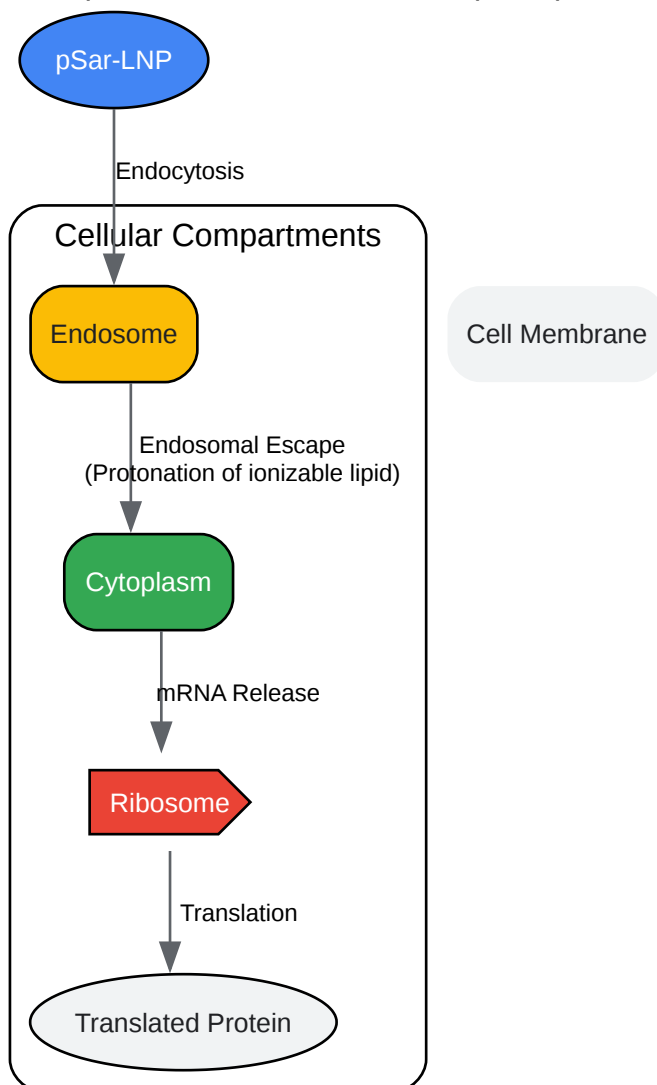 pSar-LNP
Endocytosis
Cellular Compartments
Endosome
Cell Membrane
Endosomal Escape
(Protonation of ionizable lipid)
Cytoplasm
mRNA Release
Ribosome
Translation
Translated Protein